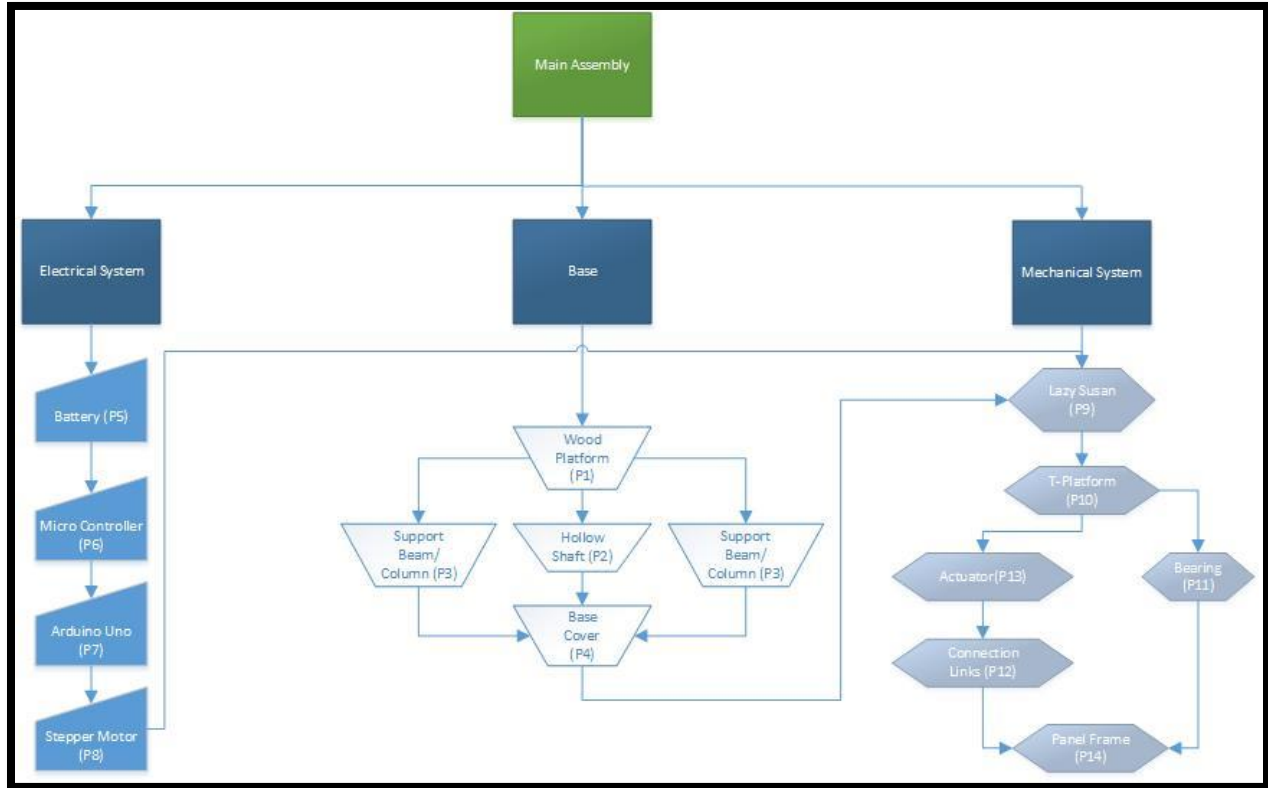 Main Assembly
Electrical System
Base
Mechanical System
Battery (P5)
Micro Controller
(P6)
Arduino Uno
(P7)
Stepper Motor
(P8)
Wood
Platform
(P1)
Support
Beam/
Column (P3)
Hollow
Shaft (P2)
Support
Beam/
Column (P3)
Base
Cover
(P4)
Lazy Susan
(P9)
T-Platform
(P10)
Actuator(P13)
Bearing
(P11)
Connection
Links (P12)
Panel Frame
(P14)